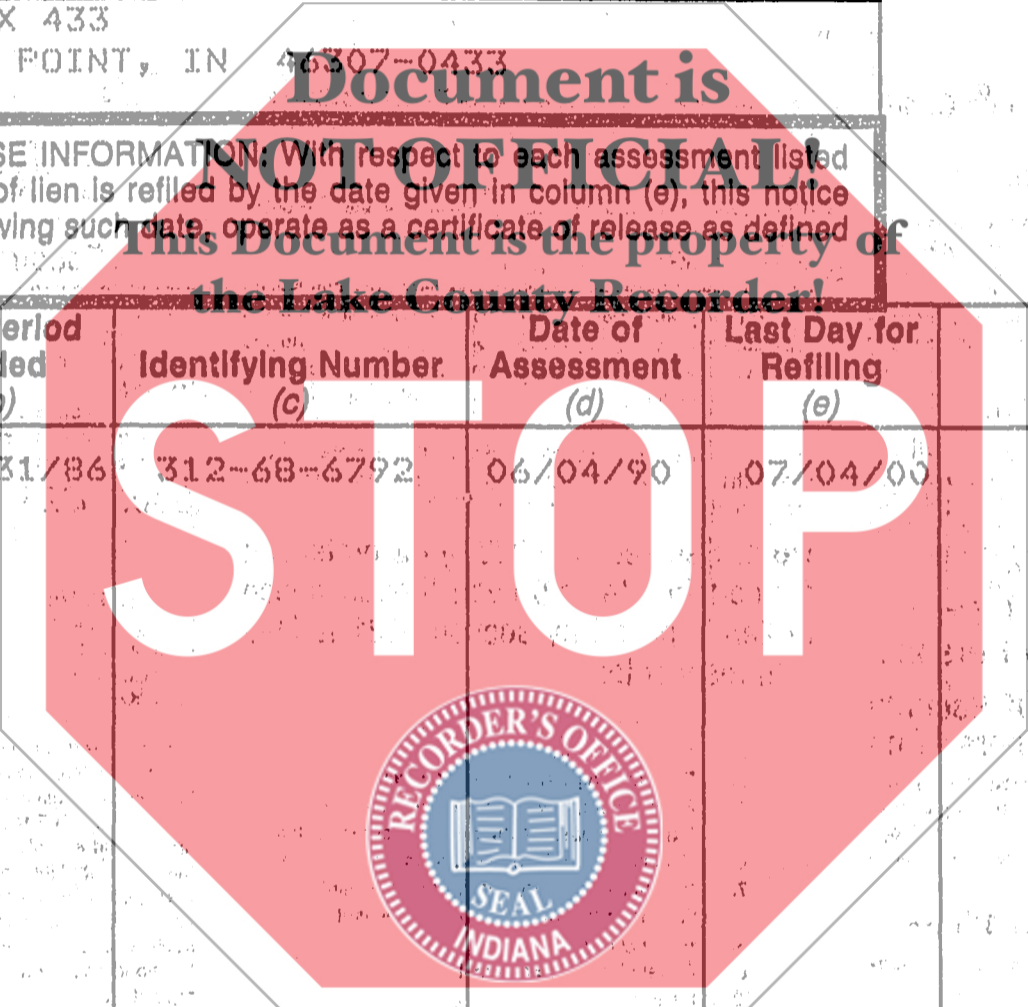 X 433
POINT, IN 46307-0433
Document is
NOT OFFICIAL!
This Document is the property of
the Lake County Recorder!
SE INFORMATION: With respect to each assessment listed
of lien is refiled by the date given in column (e), this notice
wing such date, operate as a certificate of release as defined
eriod
ded
)
Identifying Number
(c)
Date of
Assessment
(d)
Last Day for
Refiling
(e)
31/86 312-68-6792 06/04/90 07/04/00
STOP
RECORDER'S OFFICE
SEAL
INDIANA